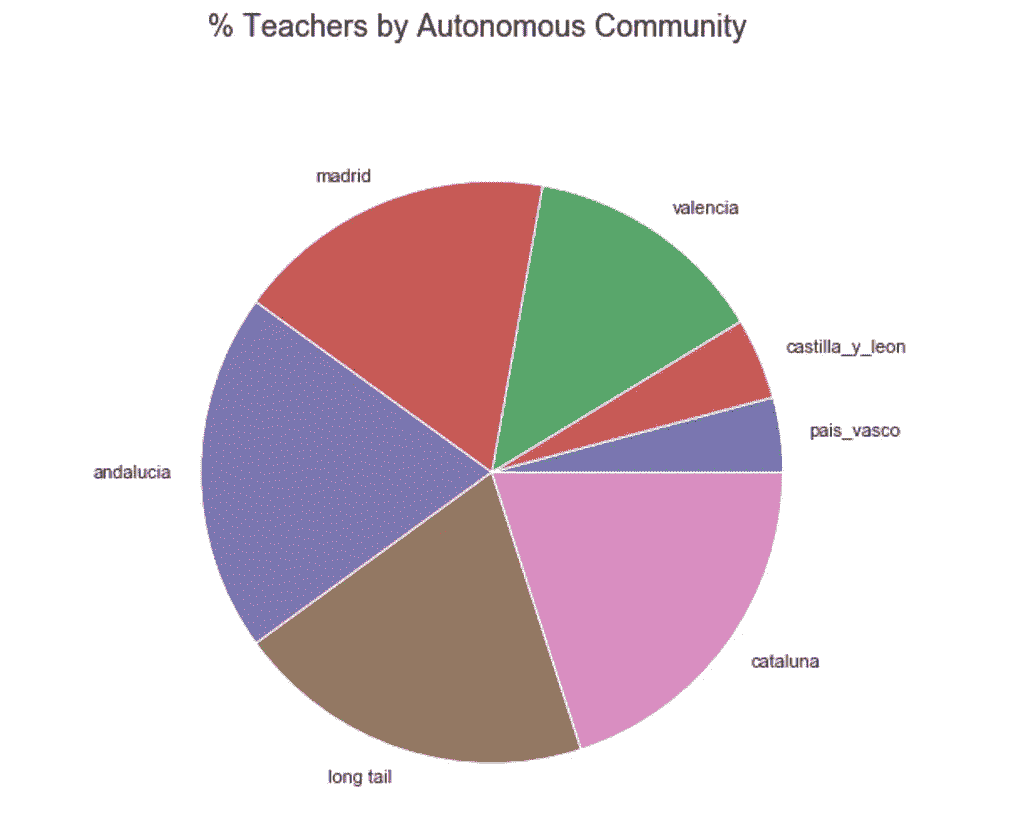 % Teachers by Autonomous Community
madrid
valencia
castilla_y_leon
pais_vasco
andalucia
cataluna
long tail